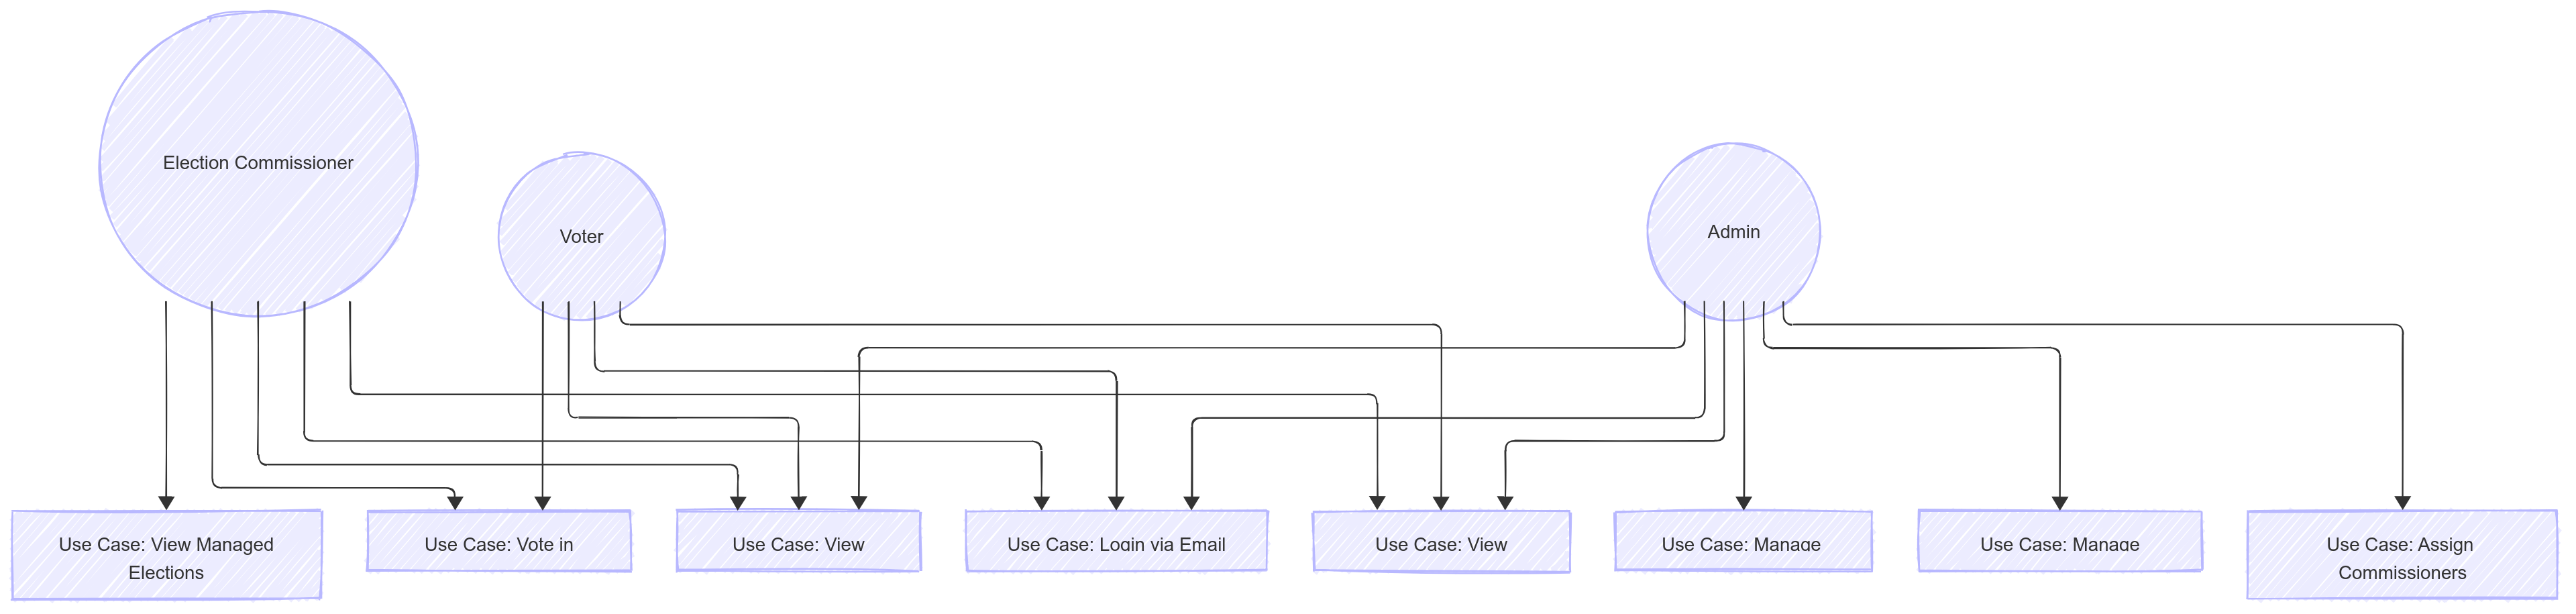 Election Commissioner
Voter
Admin
Use Case: View Managed
Elections
Use Case: Vote in
Use Case: View
Use Case: Login via Email
Use Case: View
Use Case: Manage
Use Case: Manage
Use Case: Assign
Commissioners